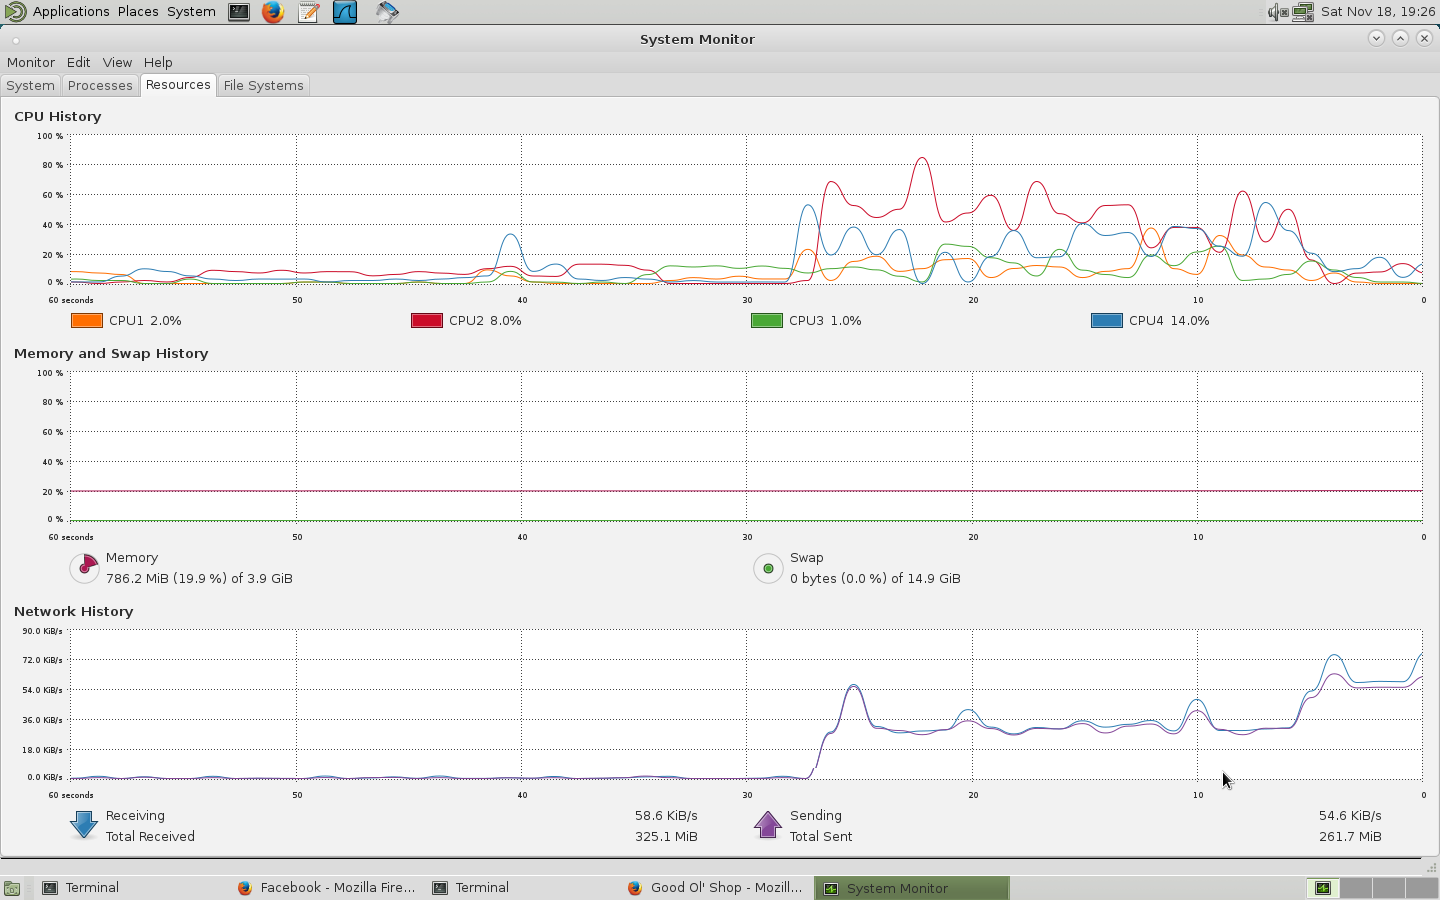 Applications Places System
Sat Nov 18, 19:26
System Monitor
Monitor Edit View Help
System Processes Resources File Systems
CPU History
100 %
80 %
60 %
40 %
20 %
0 %
60 seconds 50 40 30 20 10 0
CPU1 2.0% CPU2 8.0% CPU3 1.0% CPU4 14.0%
Memory and Swap History
100 %
80 %
60 %
40 %
20 %
0 %
60 seconds 50 40 30 20 10 0
Memory
786.2 MiB (19.9 %) of 3.9 GiB
Swap
0 bytes (0.0 %) of 14.9 GiB
Network History
90.0 KiB/s
72.0 KiB/s
54.0 KiB/s
36.0 KiB/s
18.0 KiB/s
0.0 KiB/s
60 seconds 50 40 30 20 10 0
Receiving 58.6 KiB/s
Total Received 325.1 MiB
Sending 54.6 KiB/s
Total Sent 261.7 MiB
Terminal Facebook - Mozilla Fire... Terminal Good Ol' Shop - Mozill... System Monitor